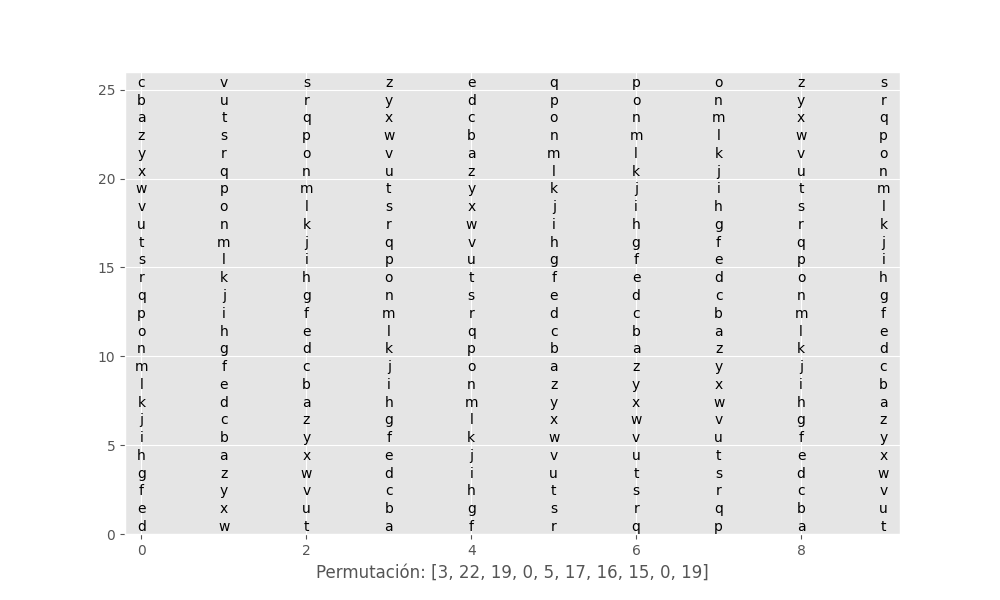 c v s z e q p o z s
25
b u r y d p o n y r
a t q x c o n m x q
z s p w b n m l w p
y r o v a m l k v o
x q n u z l k j u n
20
w p m t y k j i t m
v o l s x j i h s l
u n k r w i h g r k
t m j q v h g f q j
s l i p u g f e p i
15
r k h o t f e d o h
q j g n s e d c n g
p i f m r d c b m f
o h e l q c b a l e
n g d k p b a z k d
10
m f c j o a z y j c
l e b i n z y x i b
k d a h m y x w h a
j c z g l x w v g z
i b y f k w v u f y
5
h a x e j v u t e x
g z w d i u t s d w
f y v c h t s r c v
e x u b g s r q b u
d w t a f r q p a t
0
0 2 4 6 8
Permutación: [3, 22, 19, 0, 5, 17, 16, 15, 0, 19]